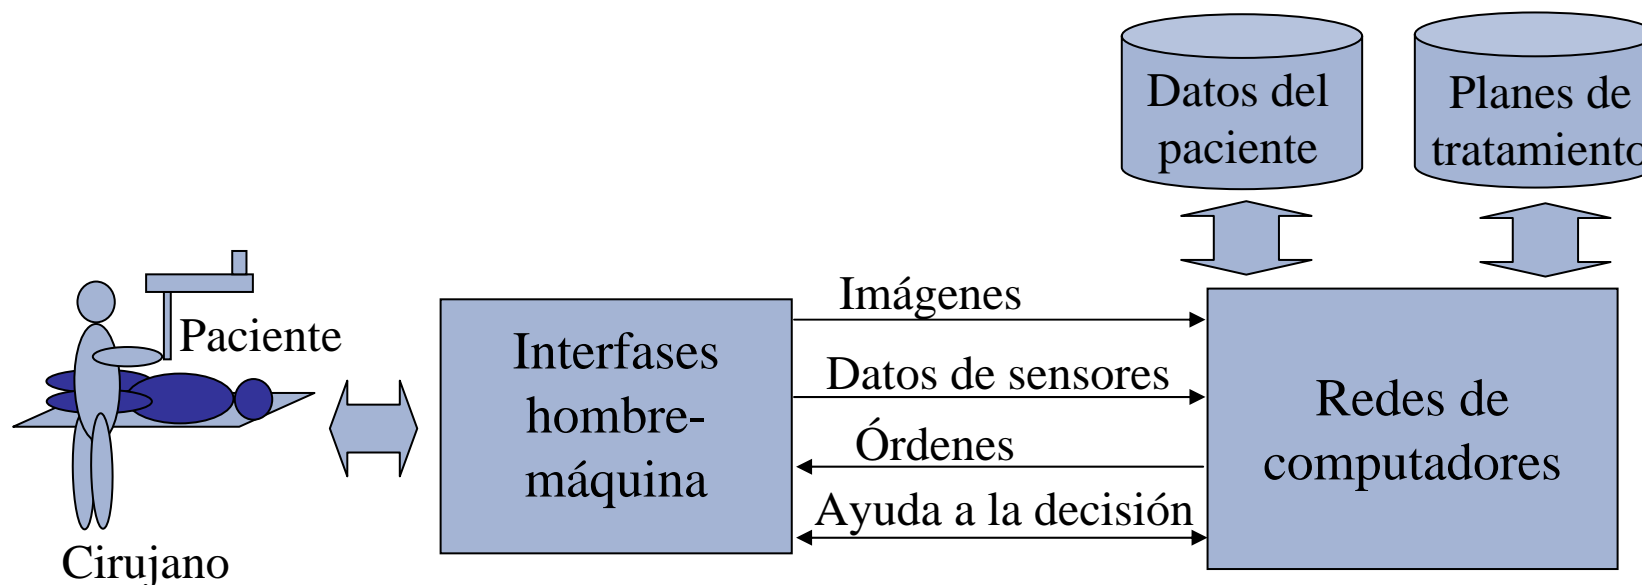 Datos del
paciente
Planes de
tratamiento
Imágenes
Paciente
Interfases
hombre-
máquina
Datos de sensores
Redes de
computadores
Órdenes
Ayuda a la decisión
Cirujano